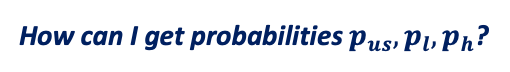 How can I get probabilities p_us, p_l, p_h?